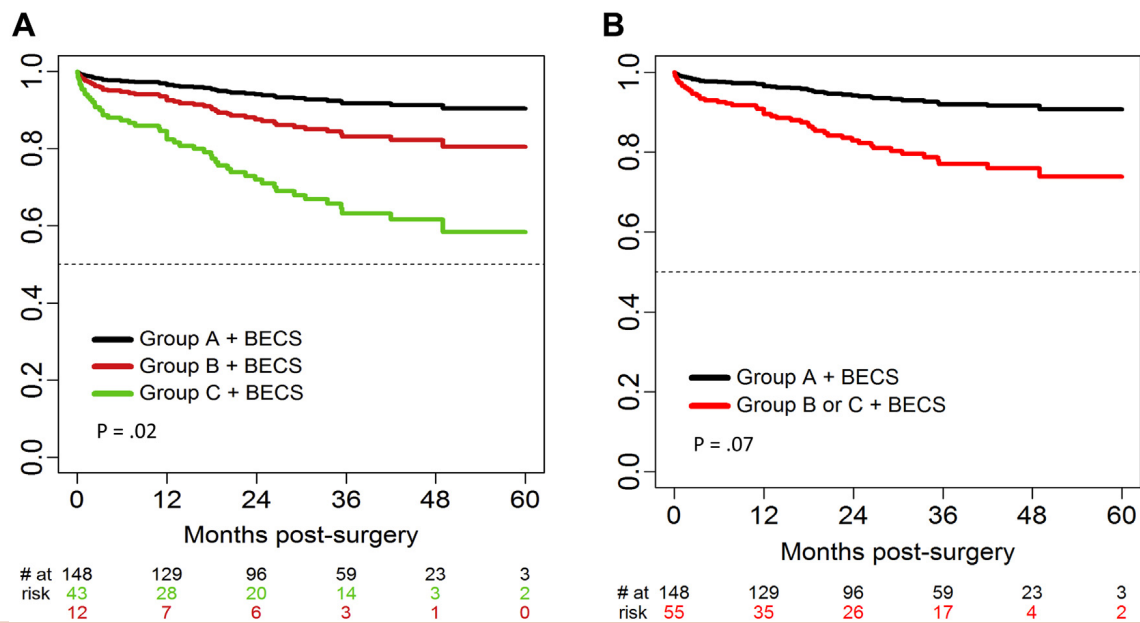 A
1.0
0.8
0.6
0.4
0.2
0.0
Group A + BECS
Group B + BECS
Group C + BECS
P = .02
0 12 24 36 48 60
Months post-surgery
# at 148 129 96 59 23 3
risk 43 28 20 14 3 2
12 7 6 3 1 0
B
1.0
0.8
0.6
0.4
0.2
0.0
Group A + BECS
Group B or C + BECS
P = .07
0 12 24 36 48 60
Months post-surgery
# at 148 129 96 59 23 3
risk 55 35 26 17 4 2